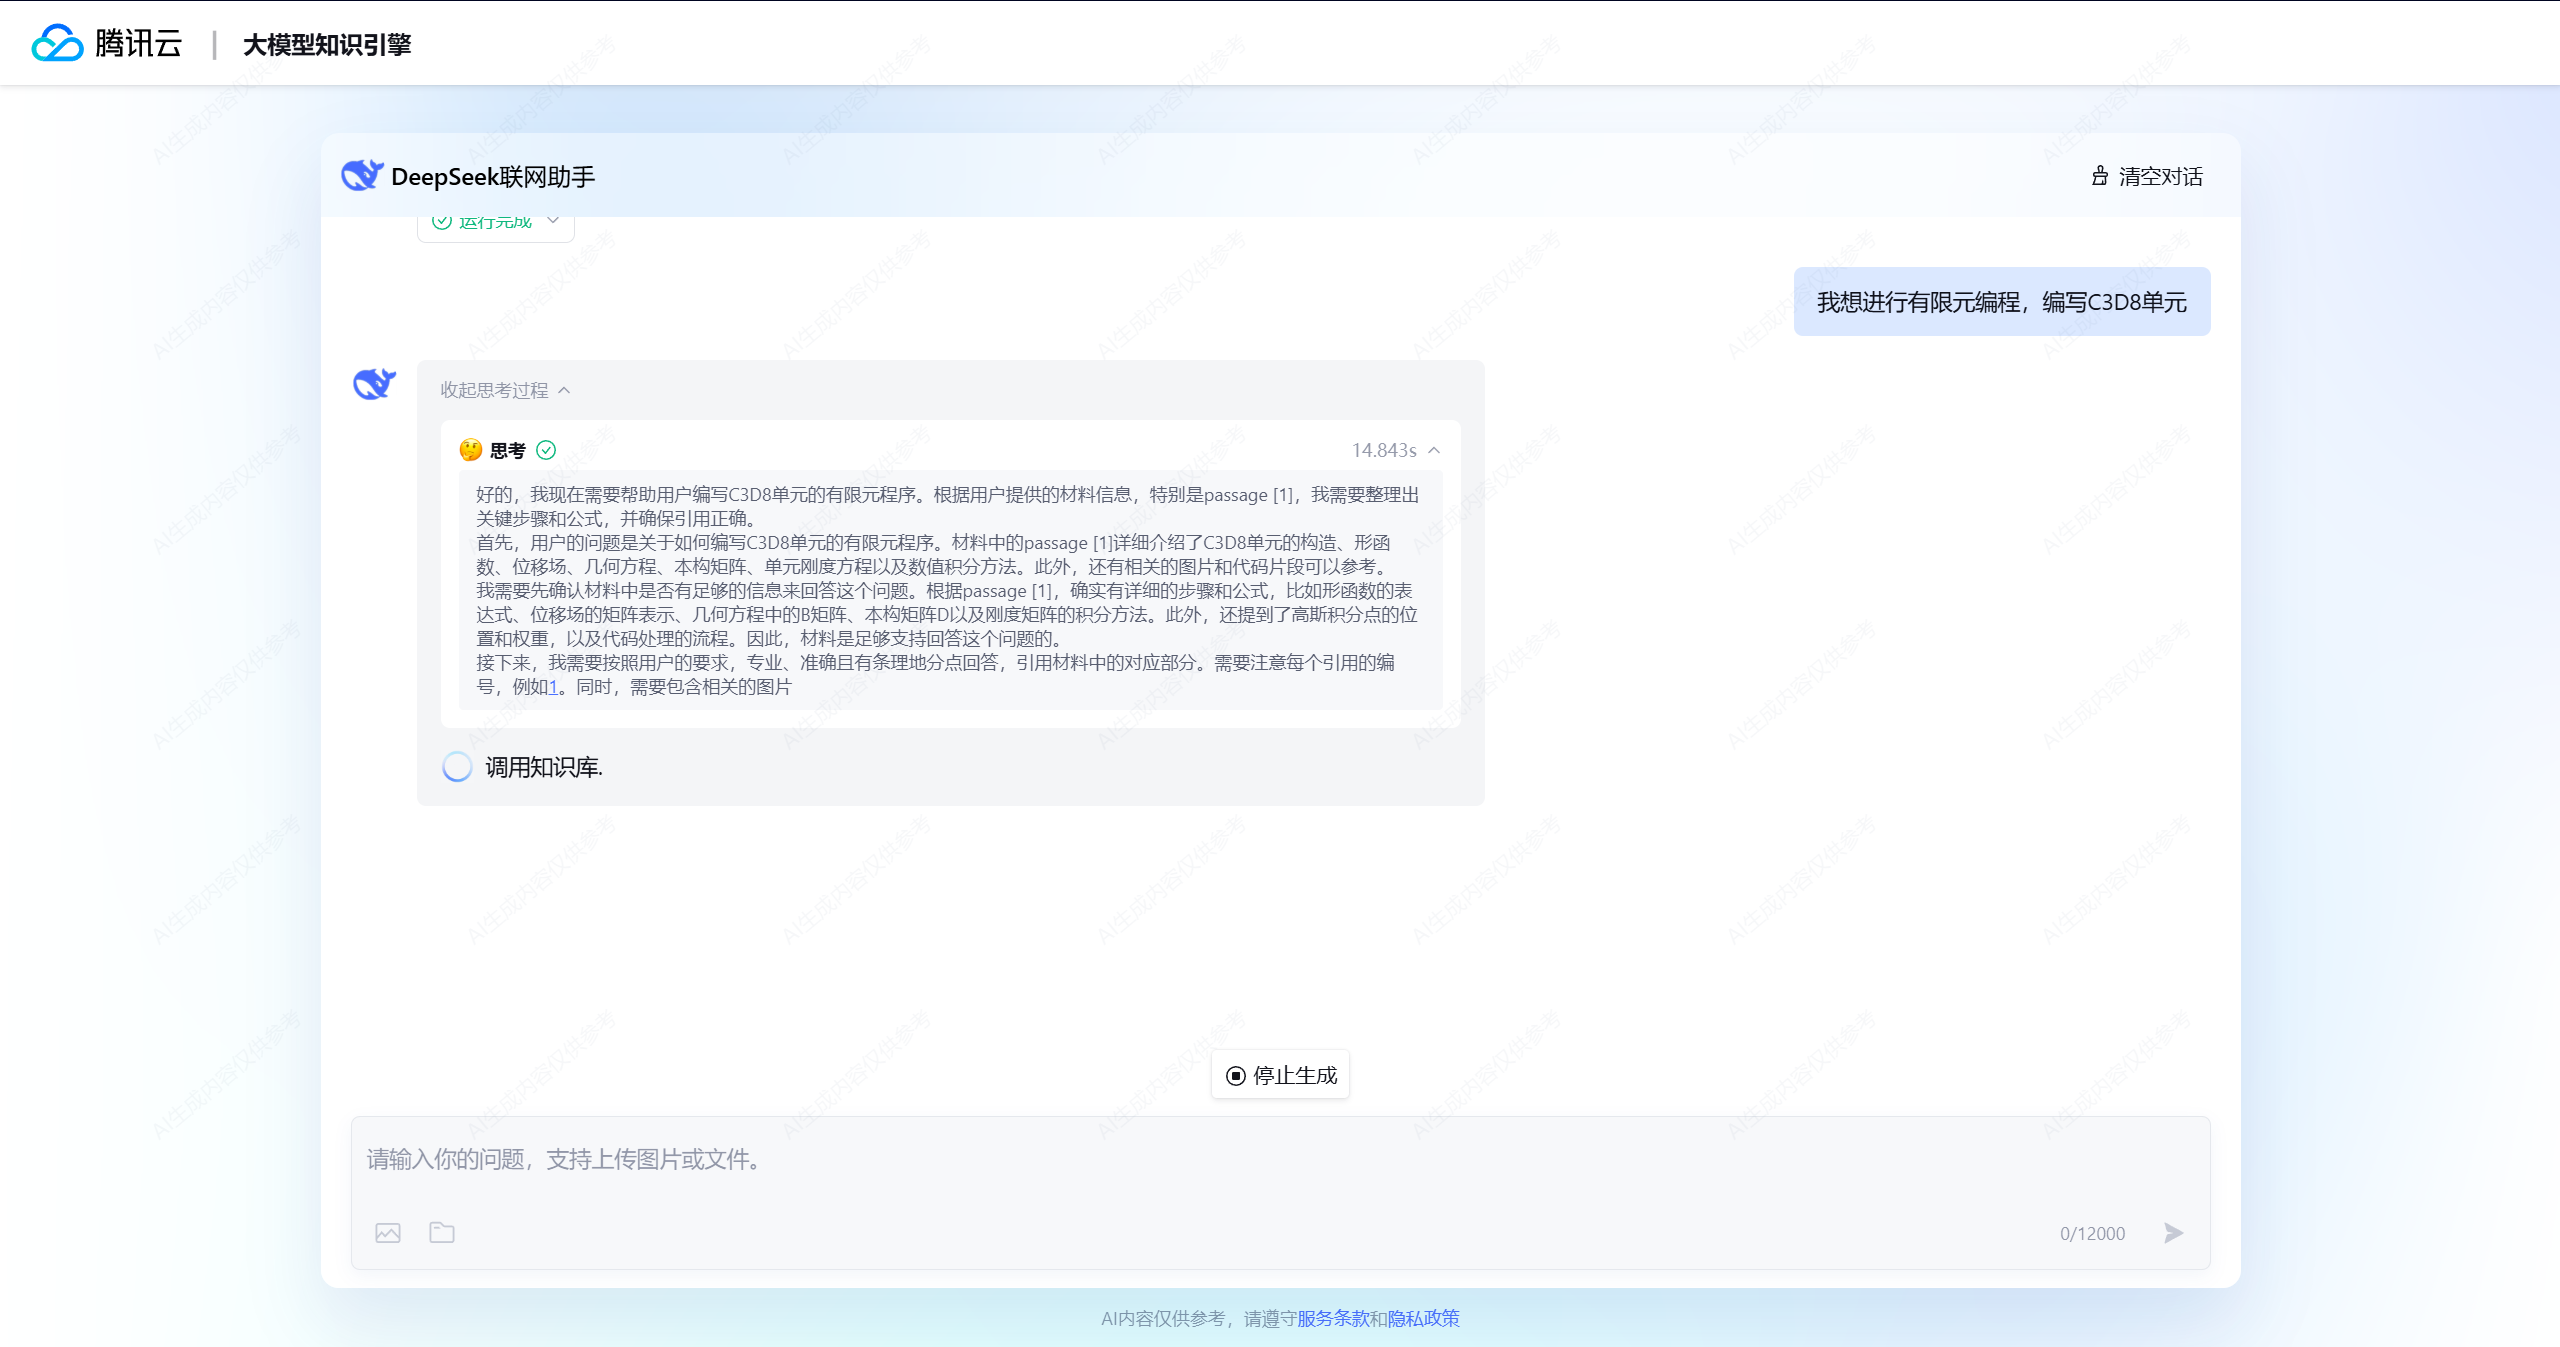 腾讯云 | 大模型知识引擎
DeepSeek联网助手
清空对话
运行完成
我想进行有限元编程，编写C3D8单元
收起思考过程
思考
14.843s
好的，我现在需要帮助用户编写C3D8单元的有限元程序。根据用户提供的材料信息，特别是passage [1]，我需要整理出
关键步骤和公式，并确保引用正确。
首先，用户的问题是关于如何编写C3D8单元的有限元程序。材料中的passage [1]详细介绍了C3D8单元的构造、形函
数、位移场、几何方程、本构矩阵、单元刚度方程以及数值积分方法。此外，还有相关的图片和代码片段可以参考。
我需要先确认材料中是否有足够的信息来回答这个问题。根据passage [1]，确实有详细的步骤和公式，比如形函数的表
达式、位移场的矩阵表示、几何方程中的B矩阵、本构矩阵D以及刚度矩阵的积分方法。此外，还提到了高斯积分点的位
置和权重，以及代码处理的流程。因此，材料是足够支持回答这个问题的。
接下来，我需要按照用户的要求，专业、准确且有条理地分点回答，引用材料中的对应部分。需要注意每个引用的编
号，例如1。同时，需要包含相关的图片
调用知识库.
停止生成
请输入你的问题，支持上传图片或文件。
0/12000
AI内容仅供参考，请遵守服务条款和隐私政策
AI生成内容仅供参考